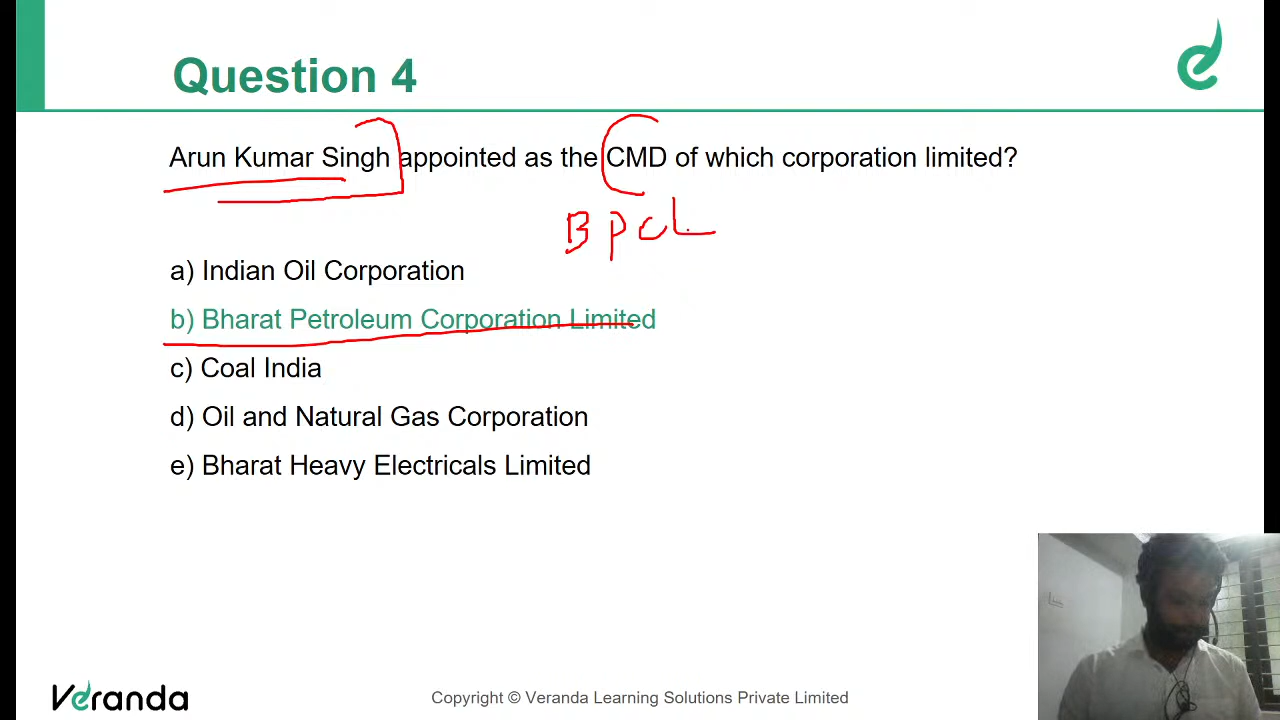 Question 4
Arun Kumar Singh appointed as the CMD of which corporation limited?
BPCL
a) Indian Oil Corporation
b) Bharat Petroleum Corporation Limited
c) Coal India
d) Oil and Natural Gas Corporation
e) Bharat Heavy Electricals Limited
Veranda
Copyright © Veranda Learning Solutions Private Limited